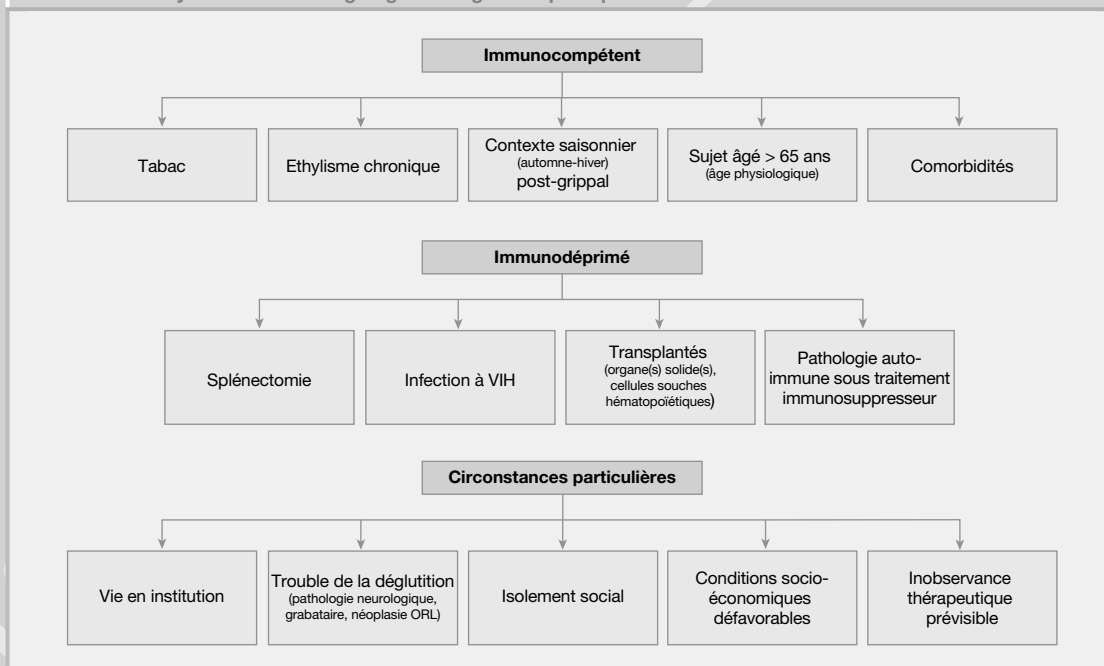 Immunocompétent
Tabac
Ethylisme chronique
Contexte saisonnier
(automne-hiver)
post-grippal
Sujet âgé > 65 ans
(âge physiologique)
Comorbidités
Immunodéprimé
Splénectomie
Infection à VIH
Transplantés
(organe(s) solide(s),
cellules souches
hématopoïétiques)
Pathologie auto-
immune sous traitement
immunosuppresseur
Circonstances particulières
Vie en institution
Trouble de la déglutition
(pathologie neurologique,
grabataire, néoplasie ORL)
Isolement social
Conditions socio-
économiques
défavorables
Inobservance
thérapeutique
prévisible